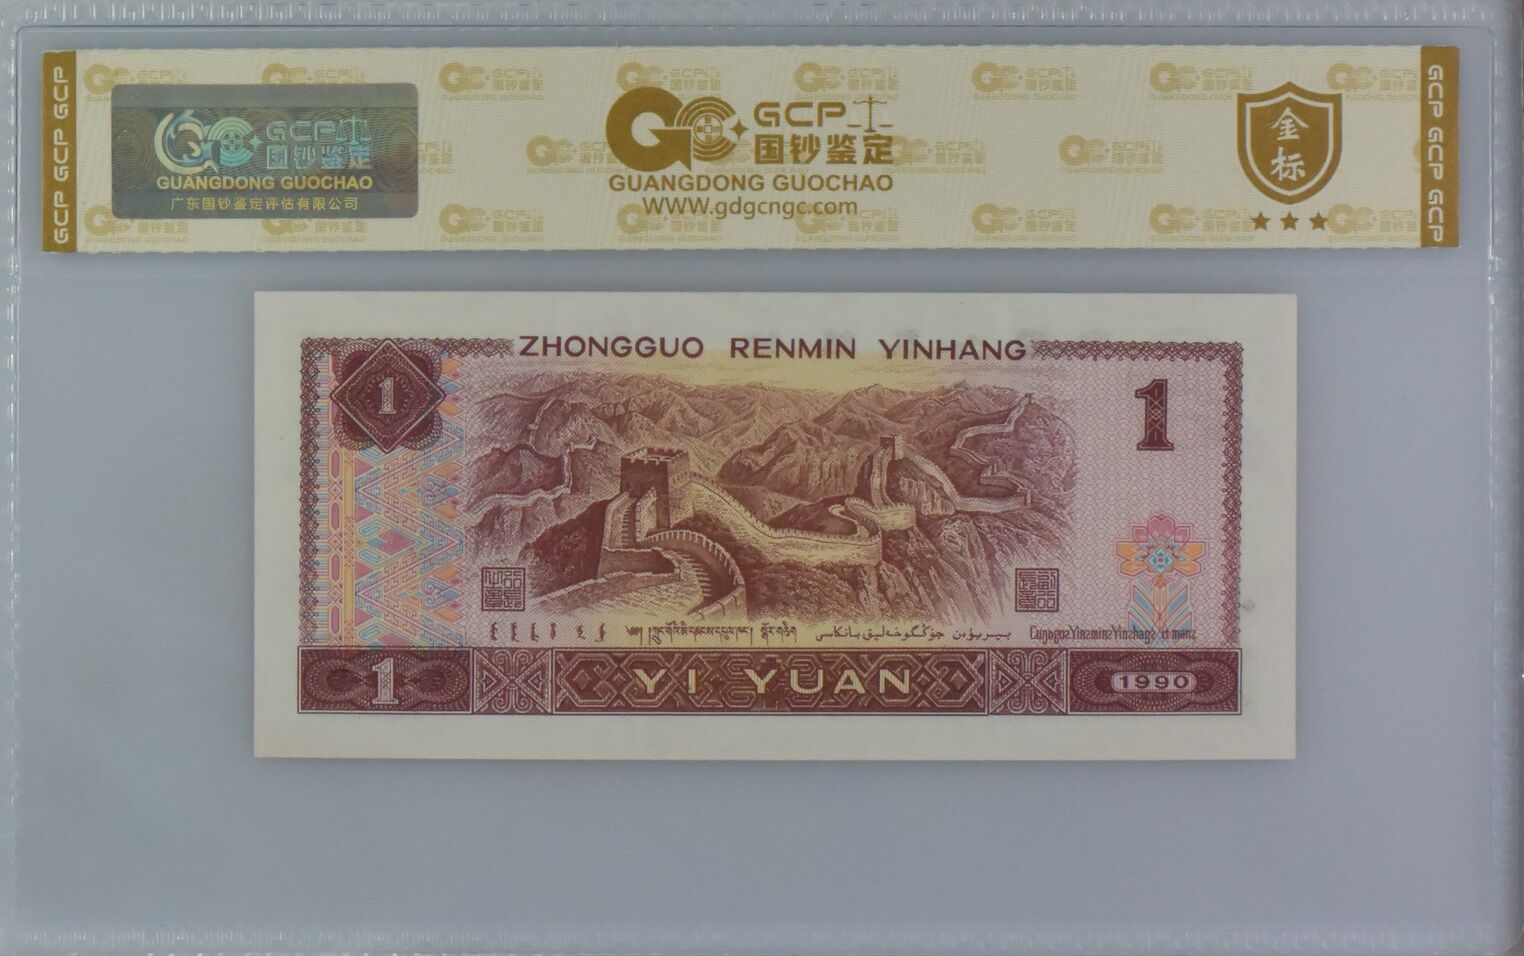 GCP GCP GCP
GCP
国钞鉴定
GUANGDONG GUOCHAO
广东国钞鉴定评估有限公司
GCP
国钞鉴定
GUANGDONG GUOCHAO
WWW.gdgcngc.com
金
标
GCP GCP GCP
ZHONGGUO RENMIN YINHANG
1
1
1
YI YUAN
1990